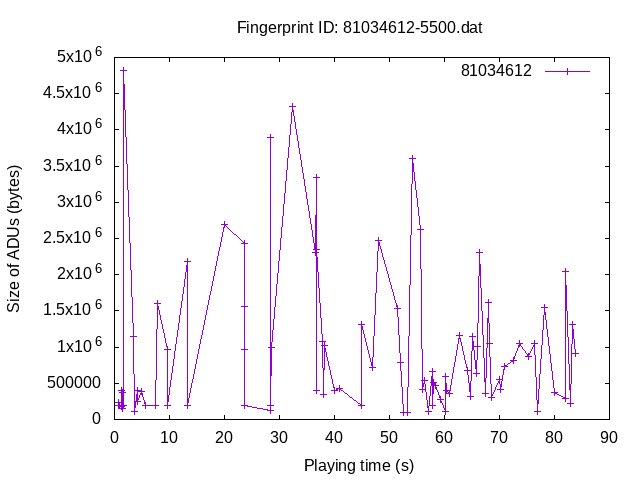 Fingerprint ID: 81034612-5500.dat
81034612
Size of ADUs (bytes)
5x10^6
4.5x10^6
4x10^6
3.5x10^6
3x10^6
2.5x10^6
2x10^6
1.5x10^6
1x10^6
500000
0
0 10 20 30 40 50 60 70 80 90
Playing time (s)